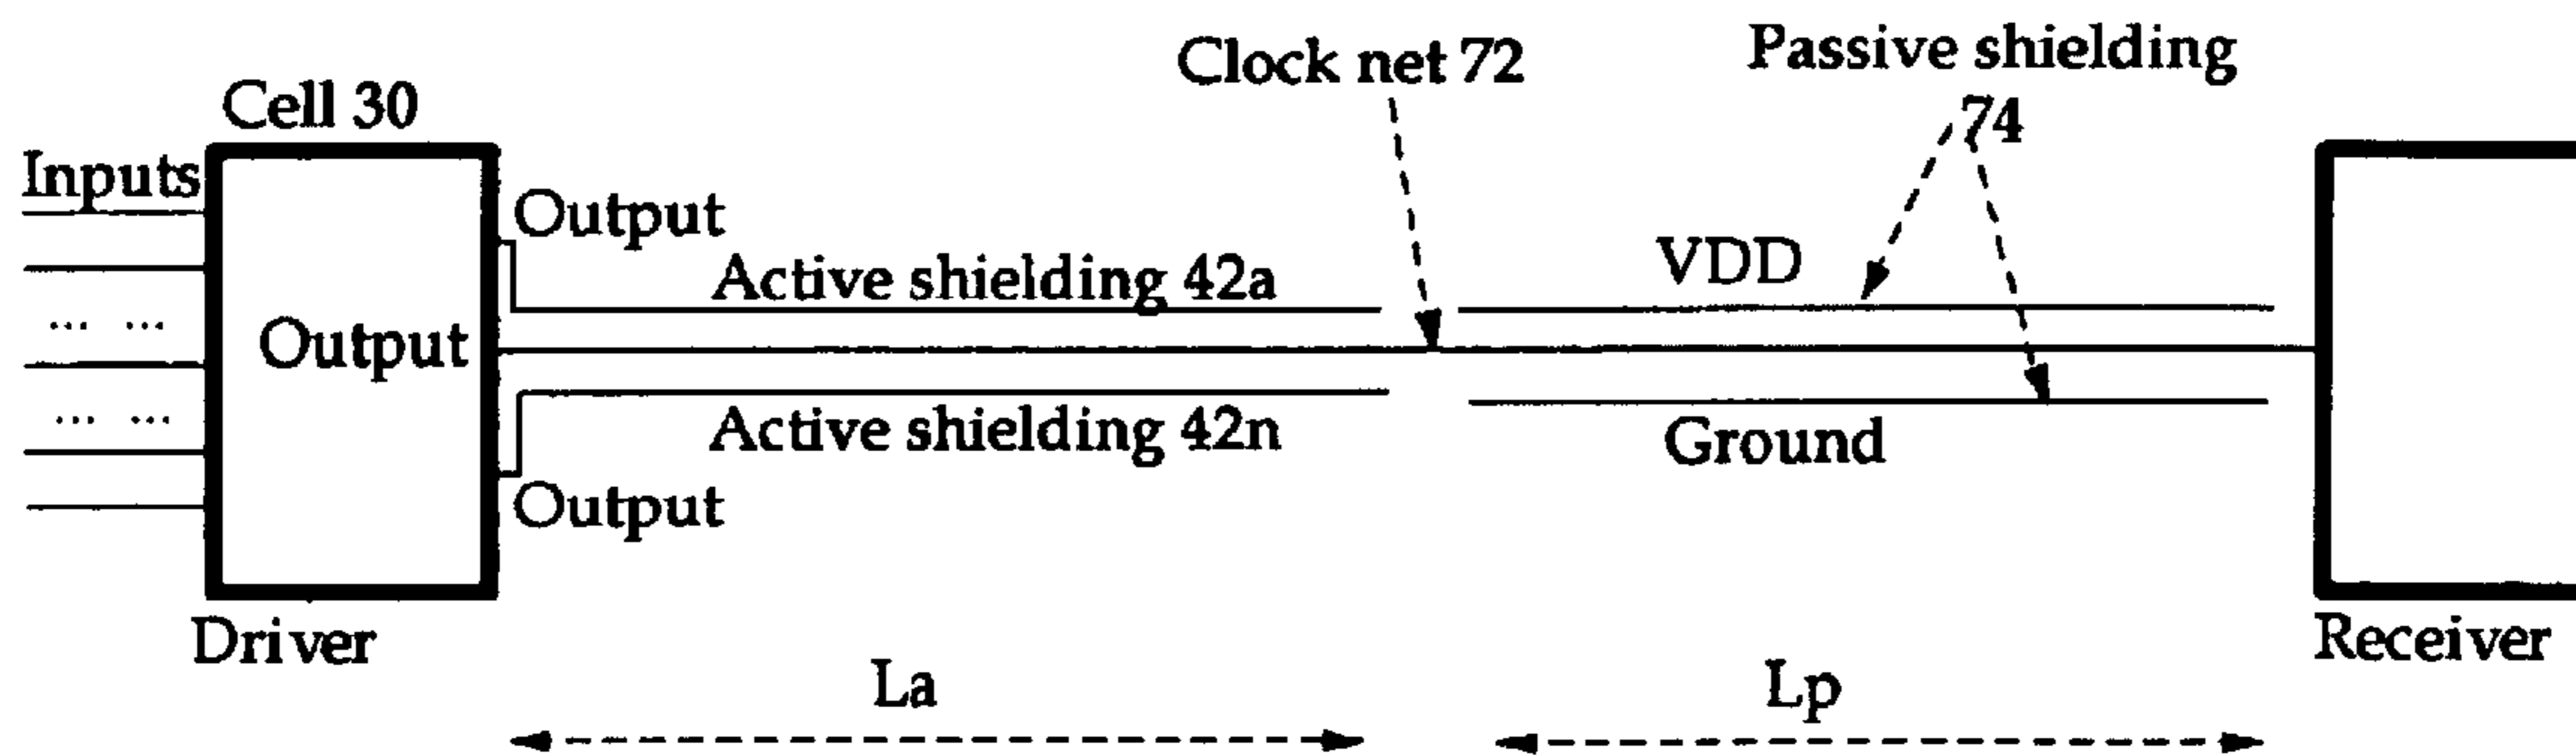 Clock net 72
Passive shielding
74
Cell 30
Inputs
Output
Active shielding 42a
VDD
... ...
Output
... ...
Active shielding 42n
Ground
Output
Driver
Receiver
La
Lp